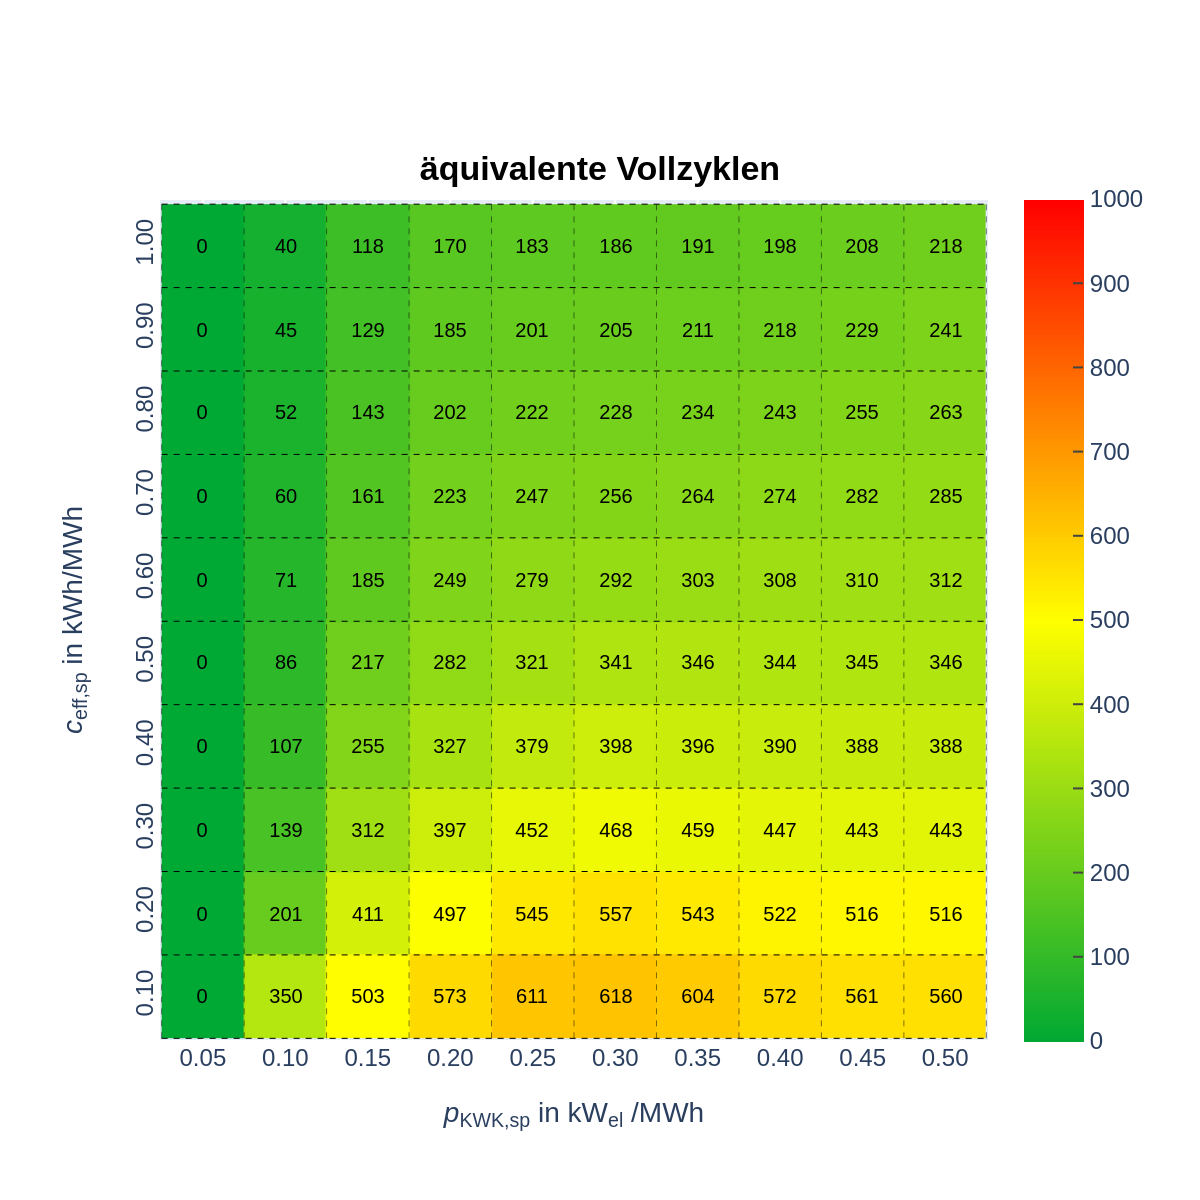 äquivalente Vollzyklen
1.00 0 40 118 170 183 186 191 198 208 218
0.90 0 45 129 185 201 205 211 218 229 241
0.80 0 52 143 202 222 228 234 243 255 263
0.70 0 60 161 223 247 256 264 274 282 285
0.60 0 71 185 249 279 292 303 308 310 312
0.50 0 86 217 282 321 341 346 344 345 346
0.40 0 107 255 327 379 398 396 390 388 388
0.30 0 139 312 397 452 468 459 447 443 443
0.20 0 201 411 497 545 557 543 522 516 516
0.10 0 350 503 573 611 618 604 572 561 560
0.05 0.10 0.15 0.20 0.25 0.30 0.35 0.40 0.45 0.50
p KWK,sp in kW el /MWh
c eff,sp in kWh/MWh
1000
900
800
700
600
500
400
300
200
100
0